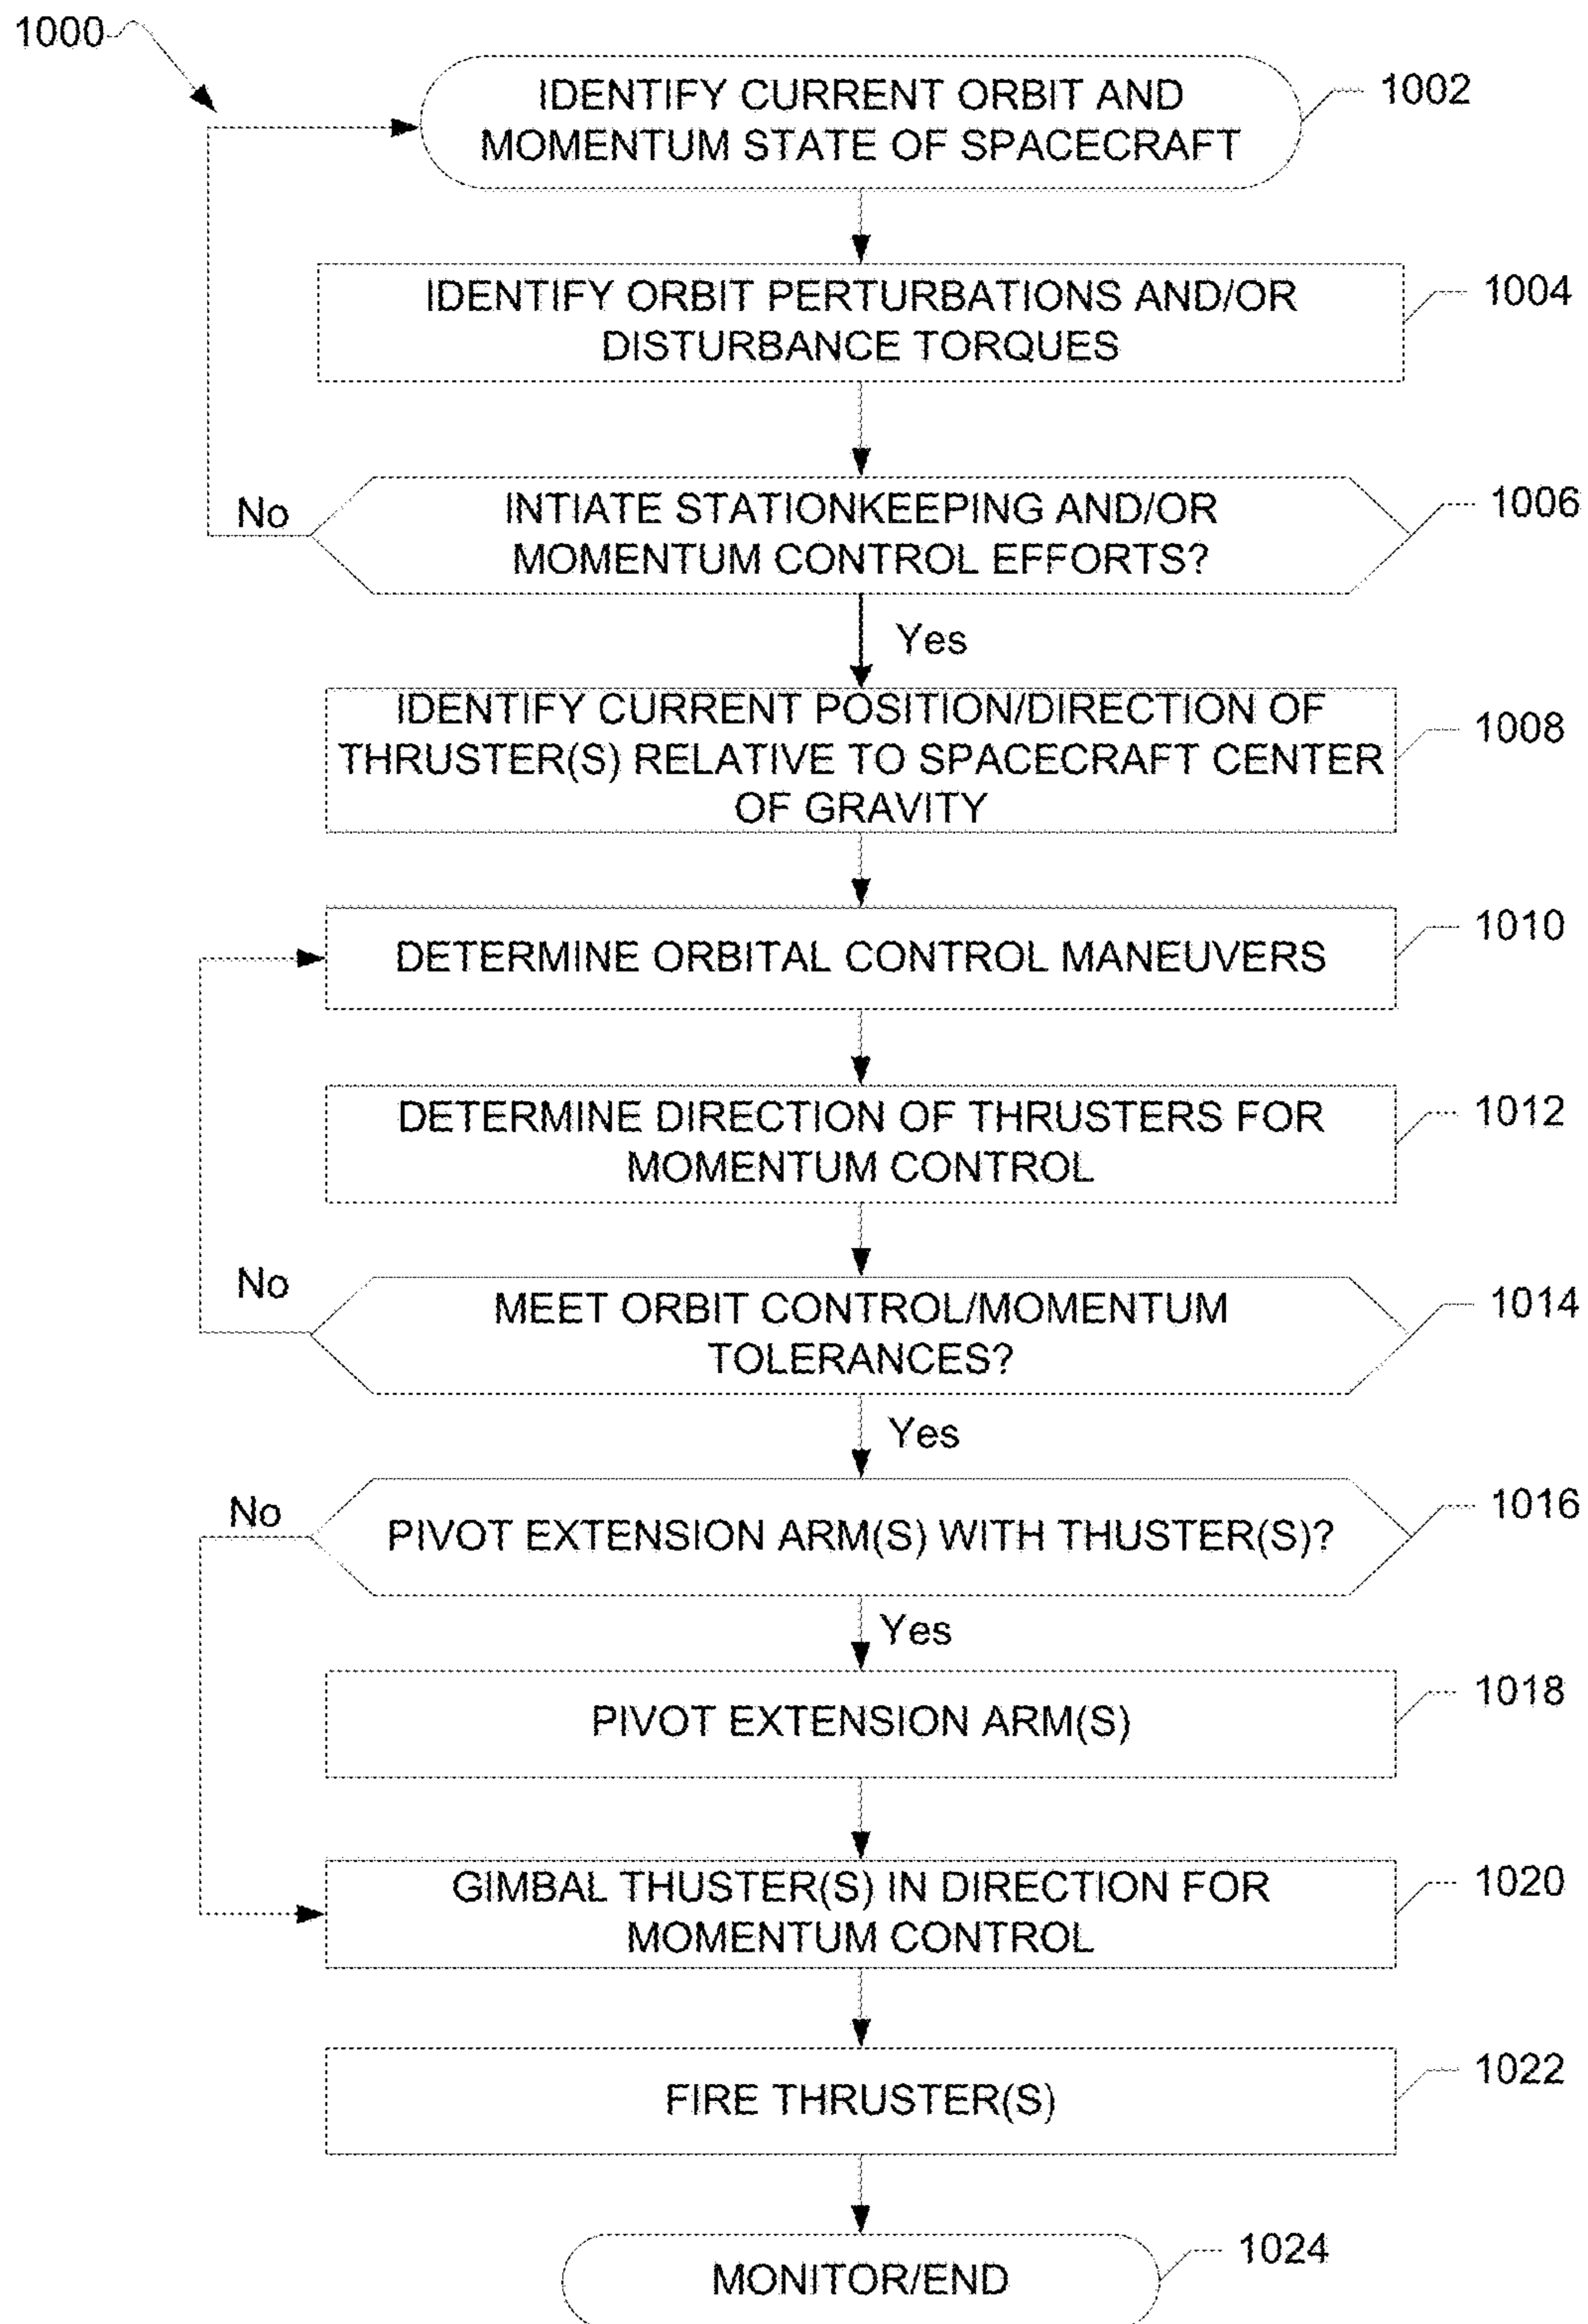 1000
IDENTIFY CURRENT ORBIT AND
MOMENTUM STATE OF SPACECRAFT
1002
IDENTIFY ORBIT PERTURBATIONS AND/OR
DISTURBANCE TORQUES
1004
INTIATE STATIONKEEPING AND/OR
MOMENTUM CONTROL EFFORTS?
1006
No
Yes
IDENTIFY CURRENT POSITION/DIRECTION OF
THRUSTER(S) RELATIVE TO SPACECRAFT CENTER
OF GRAVITY
1008
DETERMINE ORBITAL CONTROL MANEUVERS
1010
DETERMINE DIRECTION OF THRUSTERS FOR
MOMENTUM CONTROL
1012
No
MEET ORBIT CONTROL/MOMENTUM
TOLERANCES?
1014
Yes
No
PIVOT EXTENSION ARM(S) WITH THUSTER(S)?
1016
Yes
PIVOT EXTENSION ARM(S)
1018
GIMBAL THUSTER(S) IN DIRECTION FOR
MOMENTUM CONTROL
1020
FIRE THRUSTER(S)
1022
MONITOR/END
1024